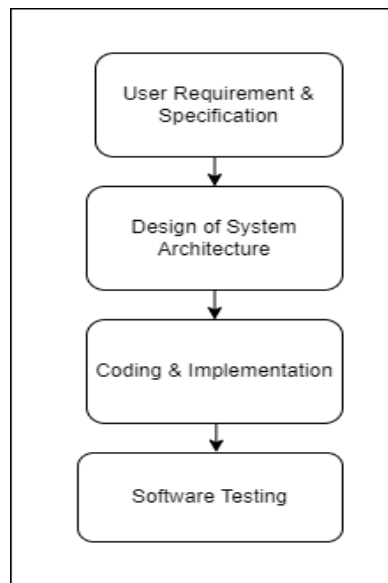 User Requirement &
Specification
Design of System
Architecture
Coding & Implementation
Software Testing